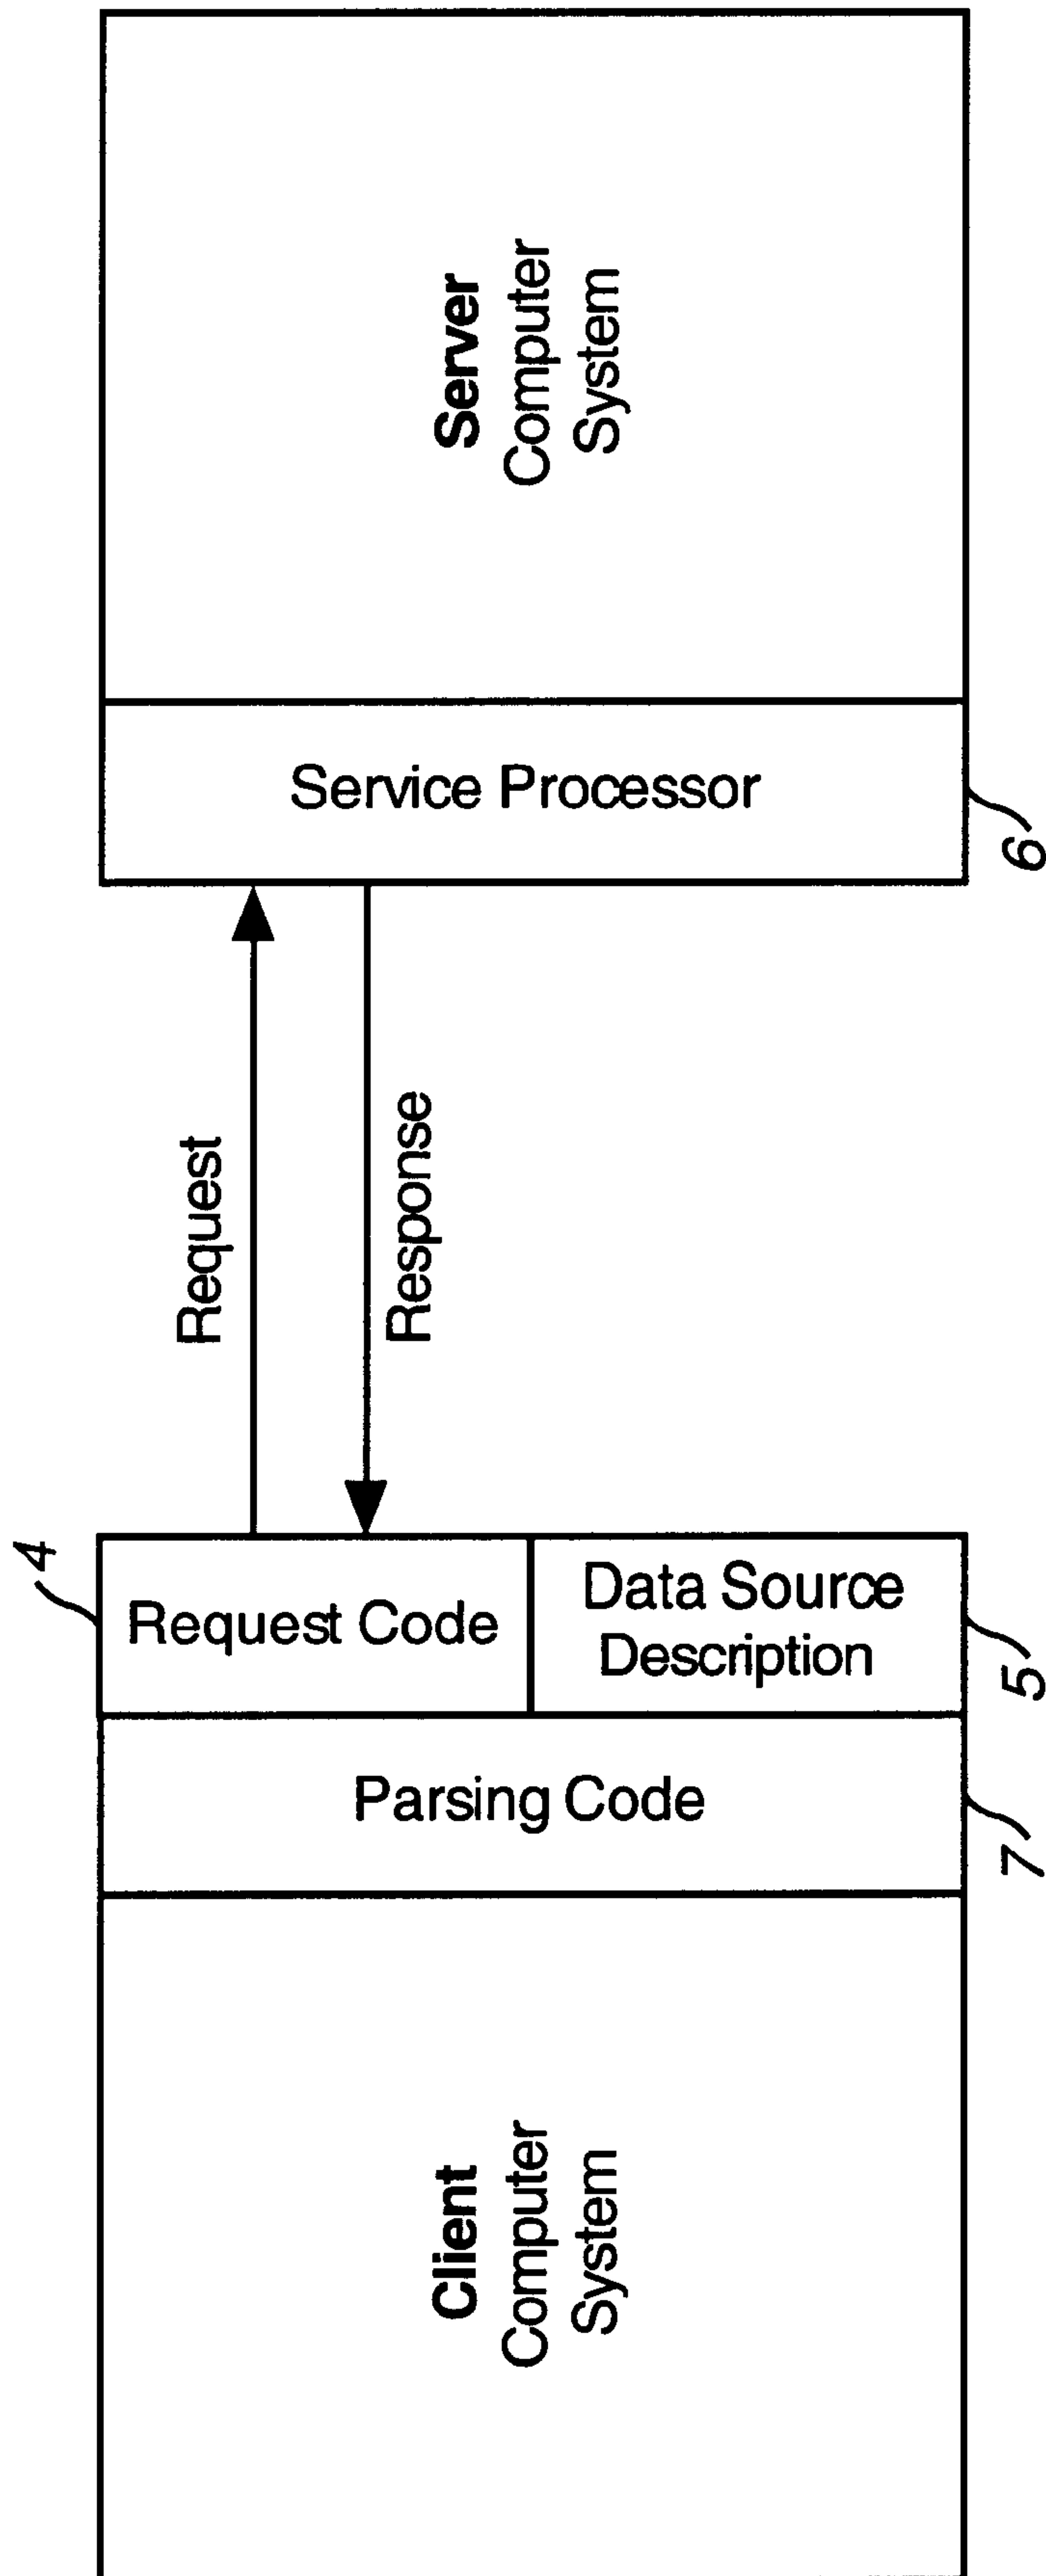 Server
Computer
System
Service Processor
6
Request
Response
4
Request Code
Data Source
Description
5
Parsing Code
7
Client
Computer
System